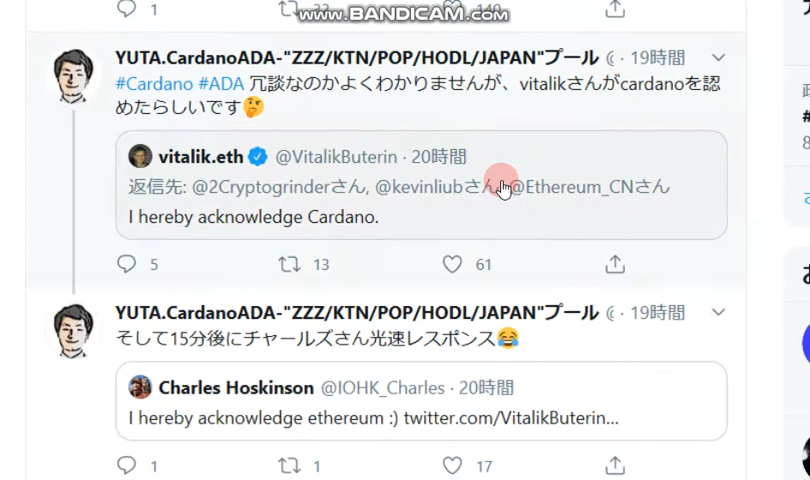 1 22 140
www.BANDICAM.com
YUTA.CardanoADA-"ZZZ/KTN/POP/HODL/JAPAN"プール @ · 19時間
#Cardano #ADA 冗談なのかよくわかりませんが、vitalikさんがcardanoを認
めたらしいです🤔
vitalik.eth @VitalikButerin · 20時間
返信先: @2Cryptogrinderさん, @kevinliubさん, @Ethereum_CNさん
I hereby acknowledge Cardano.
5 13 61
YUTA.CardanoADA-"ZZZ/KTN/POP/HODL/JAPAN"プール @ · 19時間
そして15分後にチャールズさん光速レスポンス😂
Charles Hoskinson @IOHK_Charles · 20時間
I hereby acknowledge ethereum :) twitter.com/VitalikButerin...
1 1 17